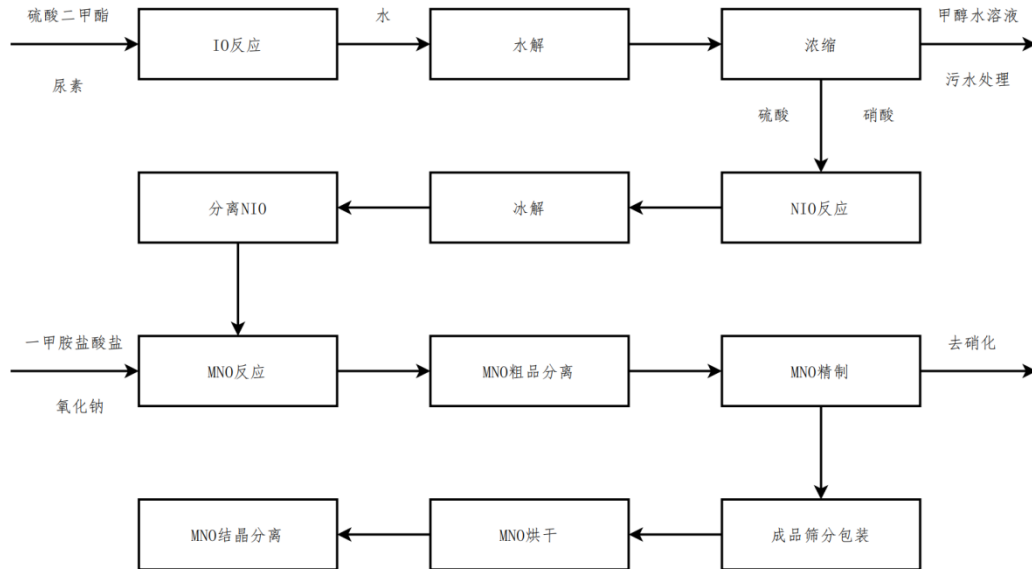 硫酸二甲酯
尿素
IO反应
水
水解
浓缩
甲醇水溶液
污水处理
硫酸
硝酸
分离NIO
冰解
NIO反应
一甲胺盐酸盐
氧化钠
MNO反应
MNO粗品分离
MNO精制
去硝化
MNO结晶分离
MNO烘干
成品筛分包装